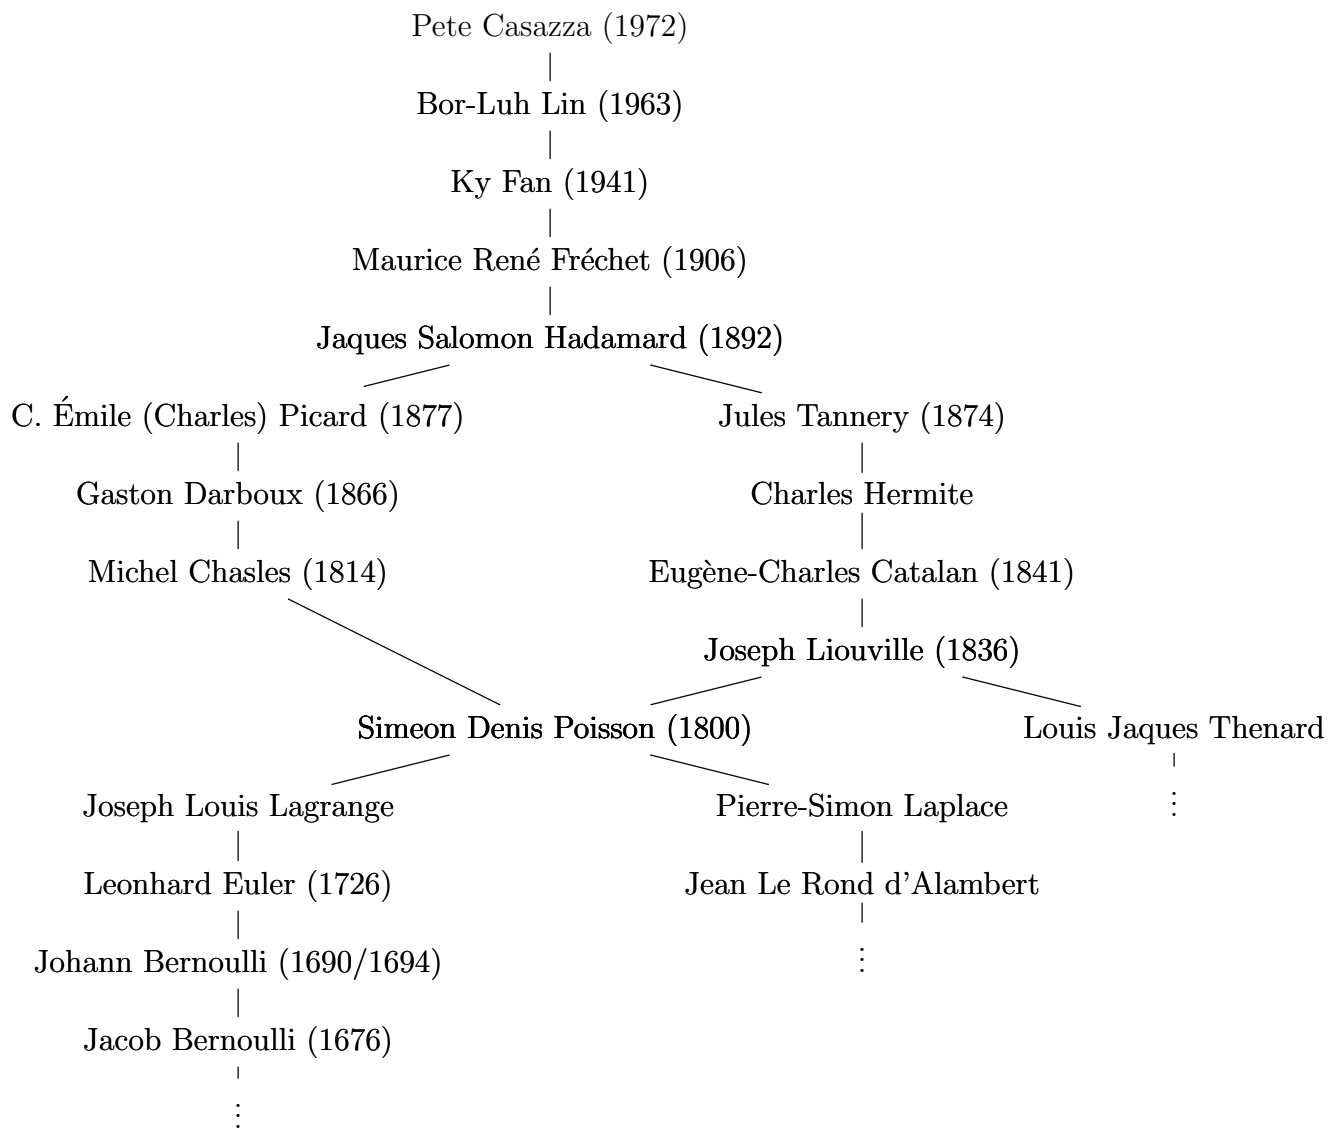 Pete Casazza (1972)
Bor-Luh Lin (1963)
Ky Fan (1941)
Maurice René Fréchet (1906)
Jaques Salomon Hadamard (1892)
C. Émile (Charles) Picard (1877)
Jules Tannery (1874)
Gaston Darboux (1866)
Charles Hermite
Michel Chasles (1814)
Eugène-Charles Catalan (1841)
Joseph Liouville (1836)
Simeon Denis Poisson (1800)
Louis Jaques Thenard
Joseph Louis Lagrange
Pierre-Simon Laplace
Leonhard Euler (1726)
Jean Le Rond d'Alambert
Johann Bernoulli (1690/1694)
Jacob Bernoulli (1676)